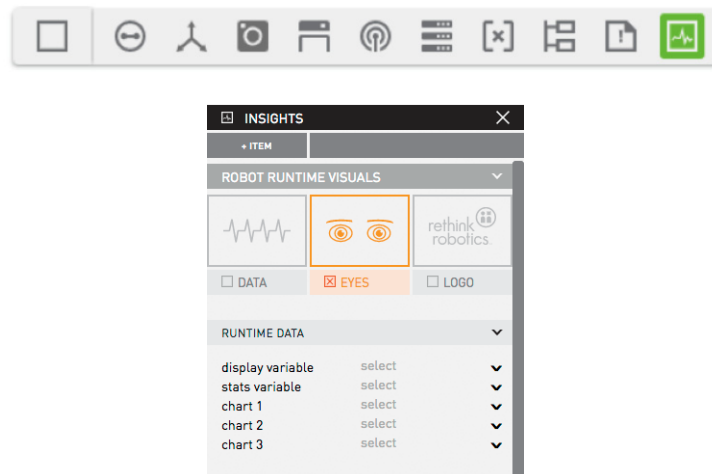 INSIGHTS
+ ITEM
ROBOT RUNTIME VISUALS
rethink
robotics.
DATA
EYES
LOGO
RUNTIME DATA
display variable select
stats variable select
chart 1 select
chart 2 select
chart 3 select